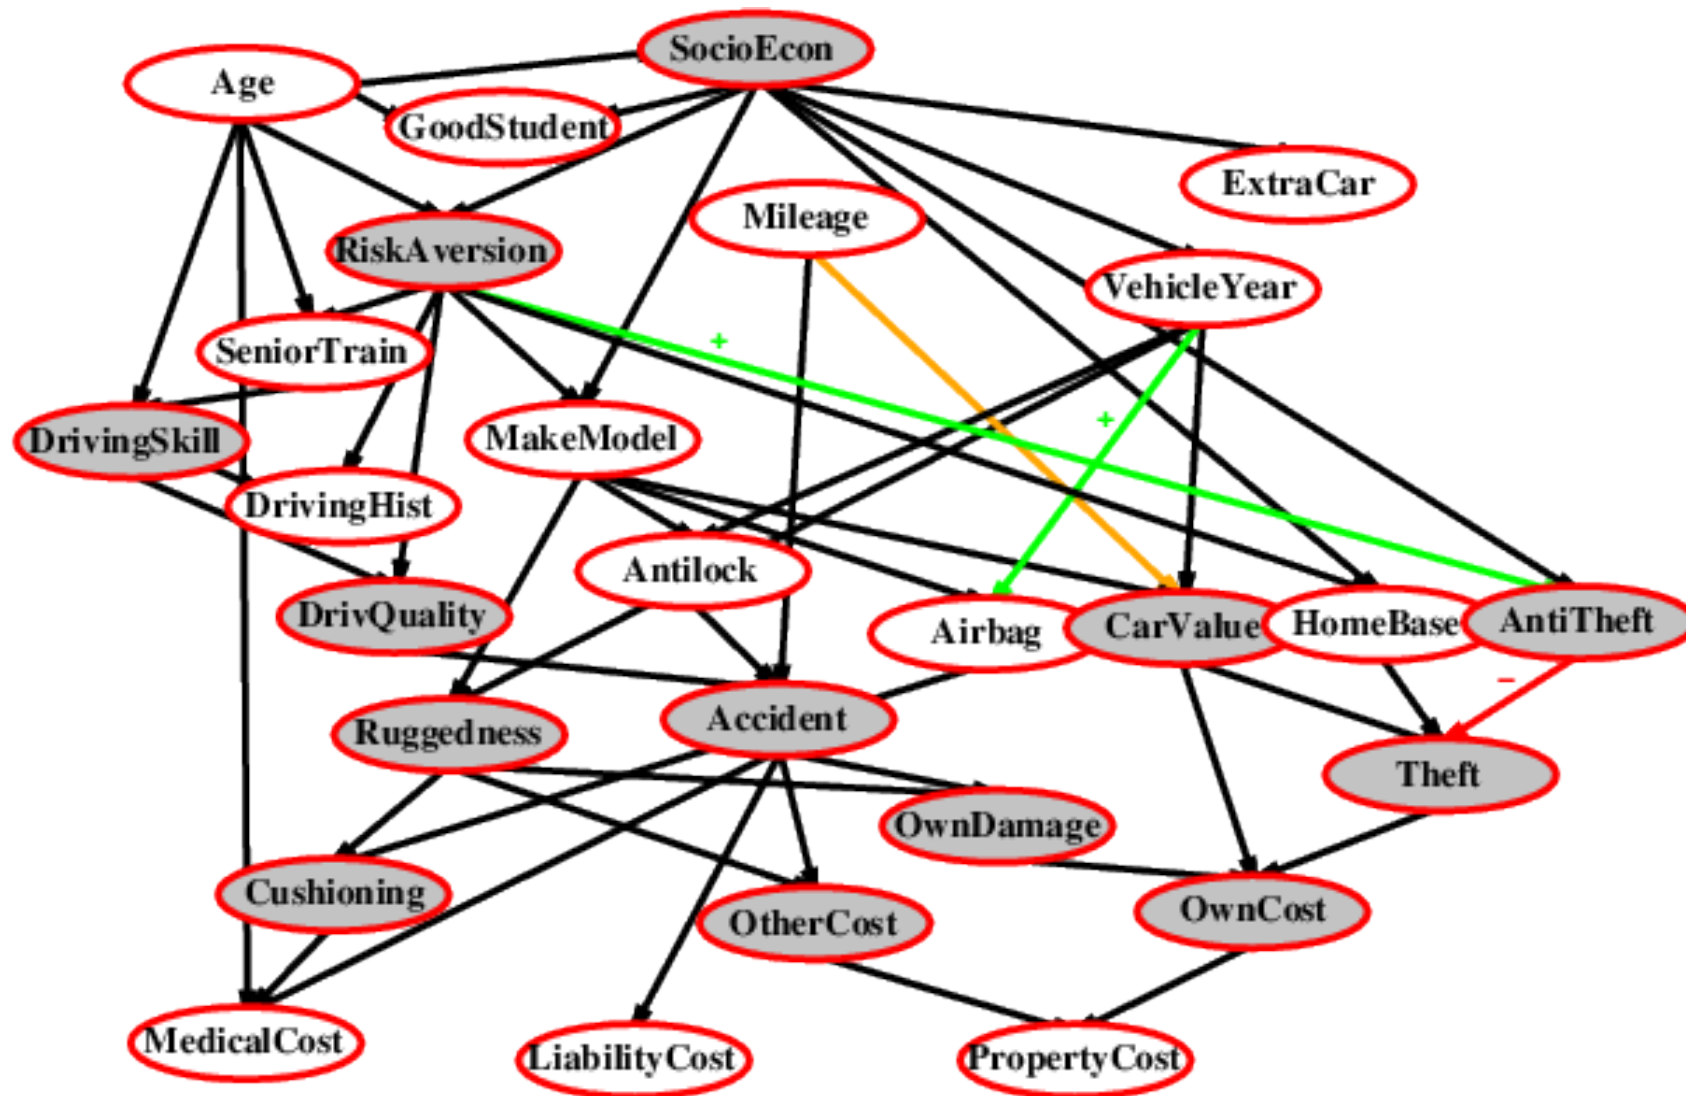 SocioEcon
Age
GoodStudent
ExtraCar
Mileage
RiskAversion
VehicleYear
+
SeniorTrain
+
DrivingSkill
MakeModel
DrivingHist
Antilock
DrivQuality
Airbag
CarValue
HomeBase
AntiTheft
−
Ruggedness
Accident
Theft
OwnDamage
Cushioning
OtherCost
OwnCost
MedicalCost
LiabilityCost
PropertyCost